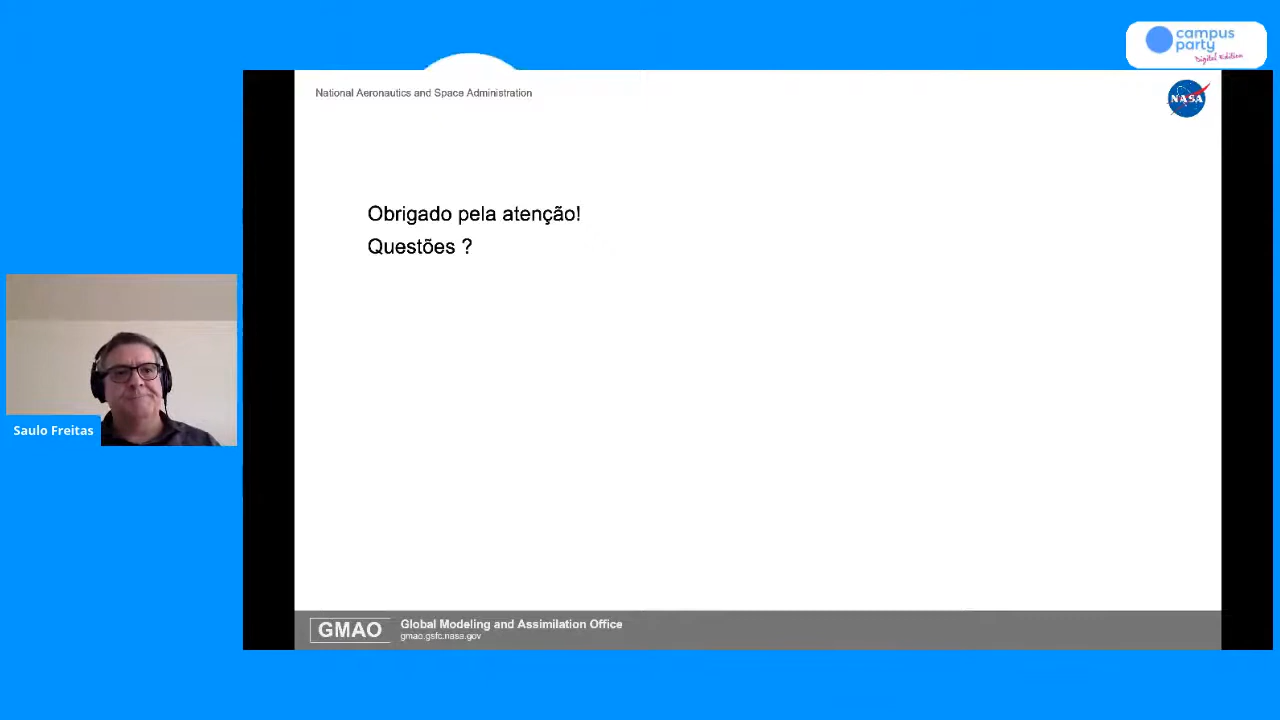 campus
party
Digital Edition
National Aeronautics and Space Administration
NASA
Obrigado pela atenção!
Questões ?
Saulo Freitas
GMAO
Global Modeling and Assimilation Office
gmao.gsfc.nasa.gov